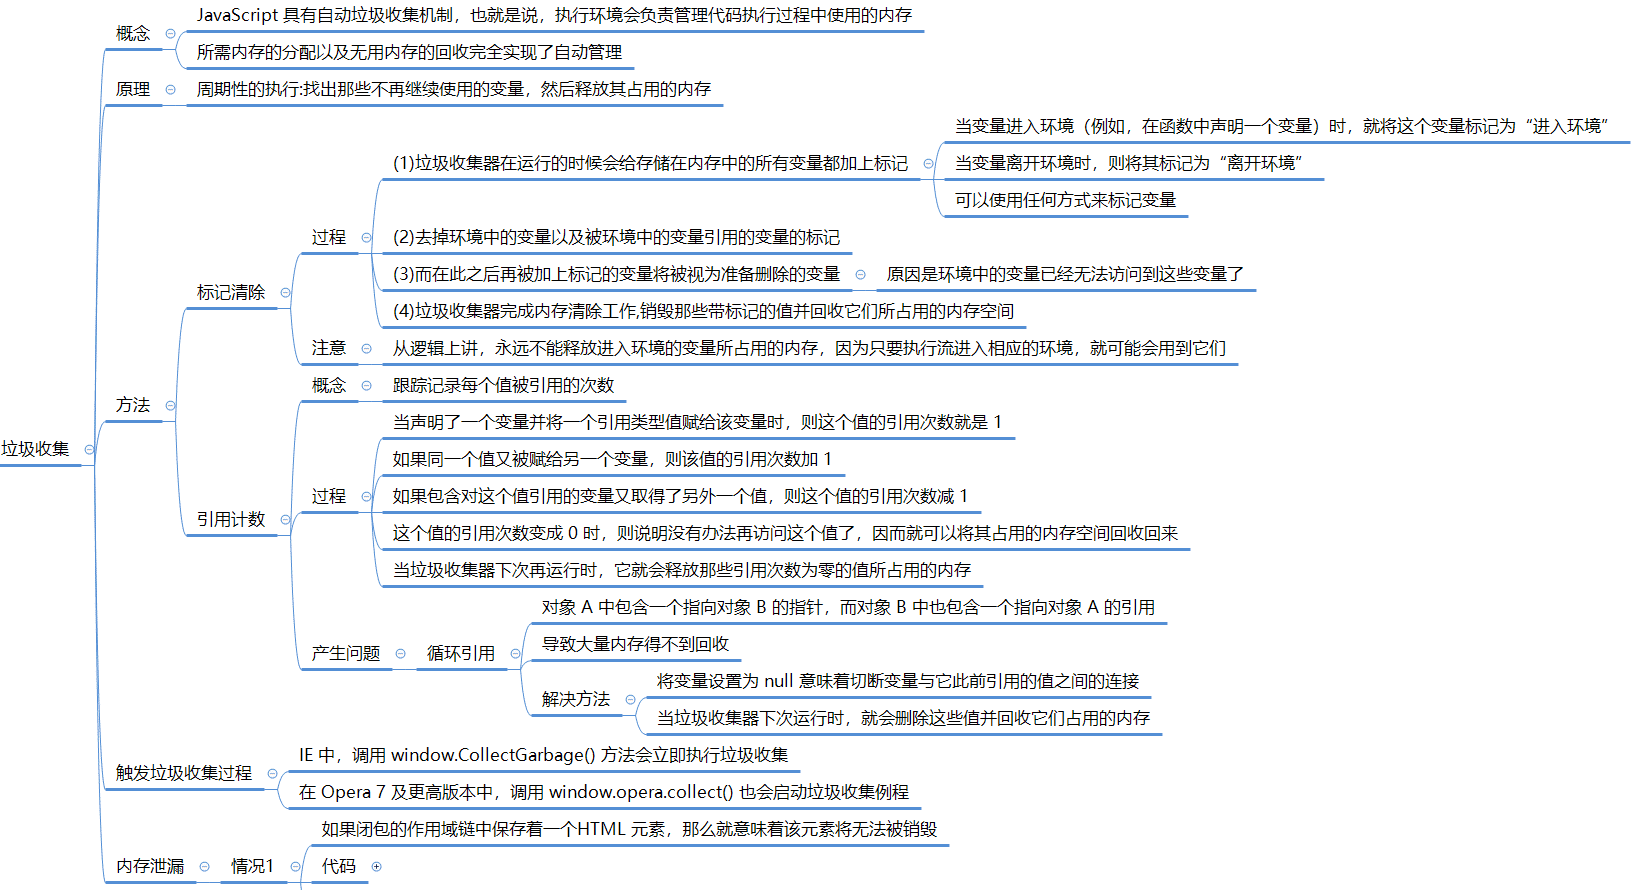 垃圾收集
概念
JavaScript 具有自动垃圾收集机制，也就是说，执行环境会负责管理代码执行过程中使用的内存
所需内存的分配以及无用内存的回收完全实现了自动管理
原理
周期性的执行:找出那些不再继续使用的变量，然后释放其占用的内存
方法
标记清除
过程
(1)垃圾收集器在运行的时候会给存储在内存中的所有变量都加上标记
当变量进入环境（例如，在函数中声明一个变量）时，就将这个变量标记为“进入环境”
当变量离开环境时，则将其标记为“离开环境”
可以使用任何方式来标记变量
(2)去掉环境中的变量以及被环境中的变量引用的变量的标记
(3)而在此之后再被加上标记的变量将被视为准备删除的变量
原因是环境中的变量已经无法访问到这些变量了
(4)垃圾收集器完成内存清除工作,销毁那些带标记的值并回收它们所占用的内存空间
注意
从逻辑上讲，永远不能释放进入环境的变量所占用的内存，因为只要执行流进入相应的环境，就可能会用到它们
引用计数
概念
跟踪记录每个值被引用的次数
过程
当声明了一个变量并将一个引用类型值赋给该变量时，则这个值的引用次数就是 1
如果同一个值又被赋给另一个变量，则该值的引用次数加 1
如果包含对这个值引用的变量又取得了另外一个值，则这个值的引用次数减 1
这个值的引用次数变成 0 时，则说明没有办法再访问这个值了，因而就可以将其占用的内存空间回收回来
当垃圾收集器下次再运行时，它就会释放那些引用次数为零的值所占用的内存
产生问题
循环引用
对象 A 中包含一个指向对象 B 的指针，而对象 B 中也包含一个指向对象 A 的引用
导致大量内存得不到回收
解决方法
将变量设置为 null 意味着切断变量与它此前引用的值之间的连接
当垃圾收集器下次运行时，就会删除这些值并回收它们占用的内存
触发垃圾收集过程
IE 中，调用 window.CollectGarbage() 方法会立即执行垃圾收集
在 Opera 7 及更高版本中，调用 window.opera.collect() 也会启动垃圾收集例程
内存泄漏
情况1
如果闭包的作用域链中保存着一个HTML 元素，那么就意味着该元素将无法被销毁
代码